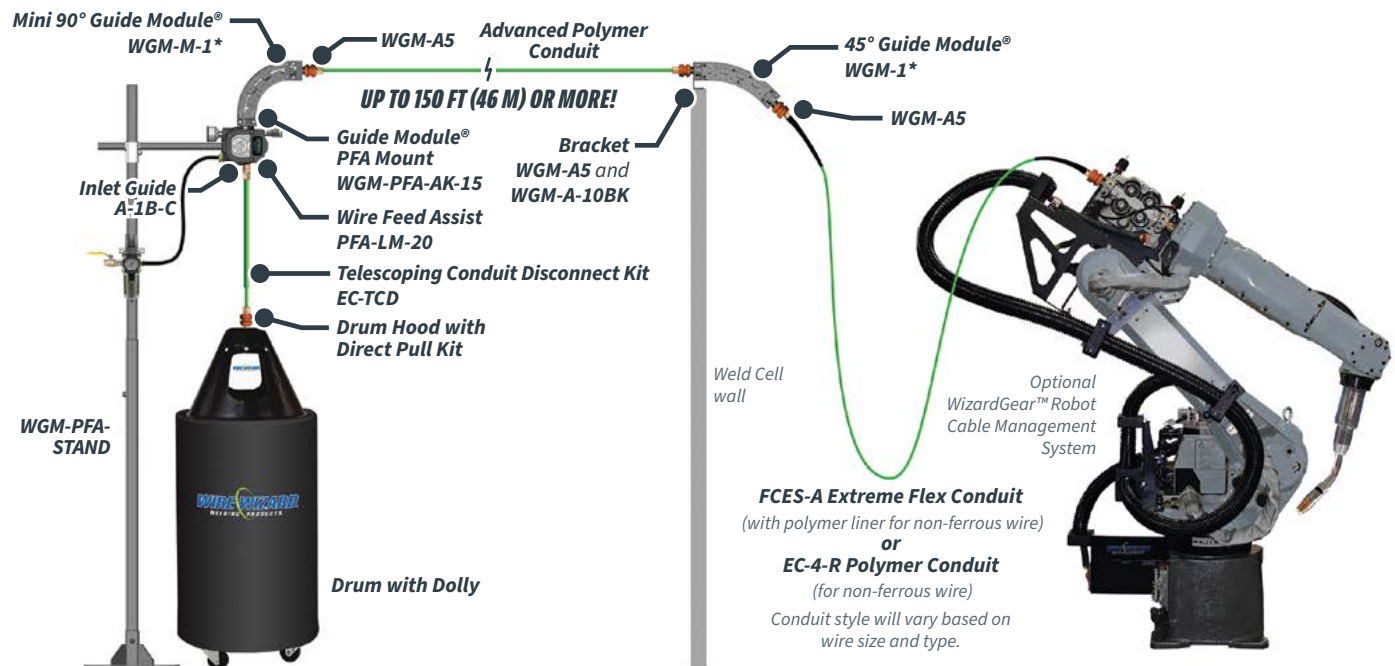 Mini 90° Guide Module®
WGM-M-1*
WGM-A5
Advanced Polymer
Conduit
UP TO 150 FT (46 M) OR MORE!
45° Guide Module®
WGM-1*
WGM-A5
Guide Module®
PFA Mount
WGM-PFA-AK-15
Bracket
WGM-A5 and
WGM-A-10BK
Inlet Guide
A-1B-C
Wire Feed Assist
PFA-LM-20
Telescoping Conduit Disconnect Kit
EC-TCD
Drum Hood with
Direct Pull Kit
WIRE WIZARD
Weld Cell
wall
Optional
WizardGear™ Robot
Cable Management
System
WGM-PFA-
STAND
WIRE WIZARD
WELDING PRODUCTS
Drum with Dolly
FCES-A Extreme Flex Conduit
(with polymer liner for non-ferrous wire)
or
EC-4-R Polymer Conduit
(for non-ferrous wire)
Conduit style will vary based on
wire size and type.